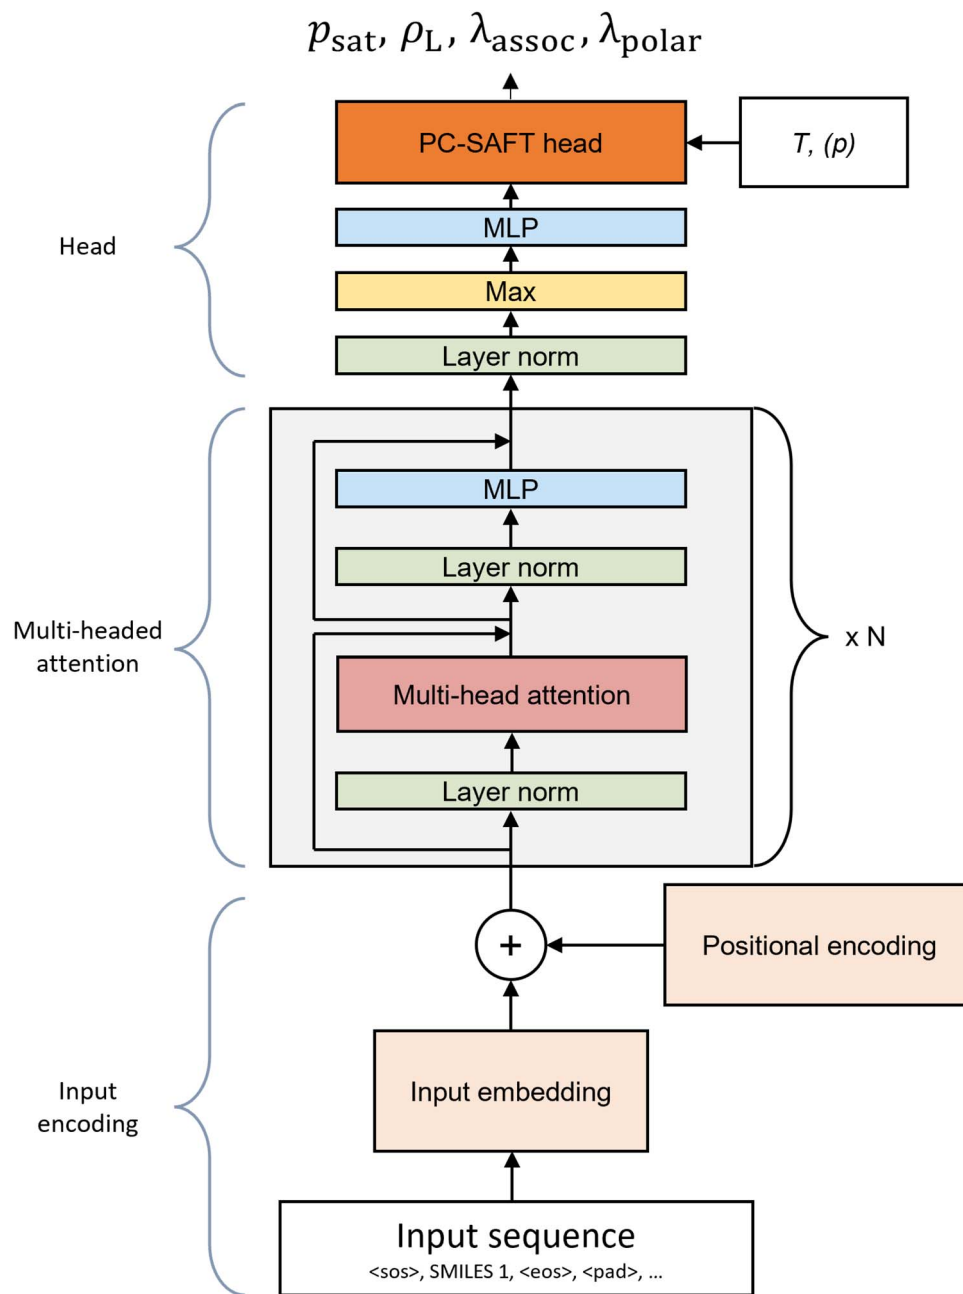 p_sat, ρ_L, λ_assoc, λ_polar
PC-SAFT head
T, (p)
MLP
Head
Max
Layer norm
MLP
Layer norm
Multi-headed
attention
x N
Multi-head attention
Layer norm
+
Positional encoding
Input embedding
Input
encoding
Input sequence
<sos>, SMILES 1, <eos>, <pad>, ...